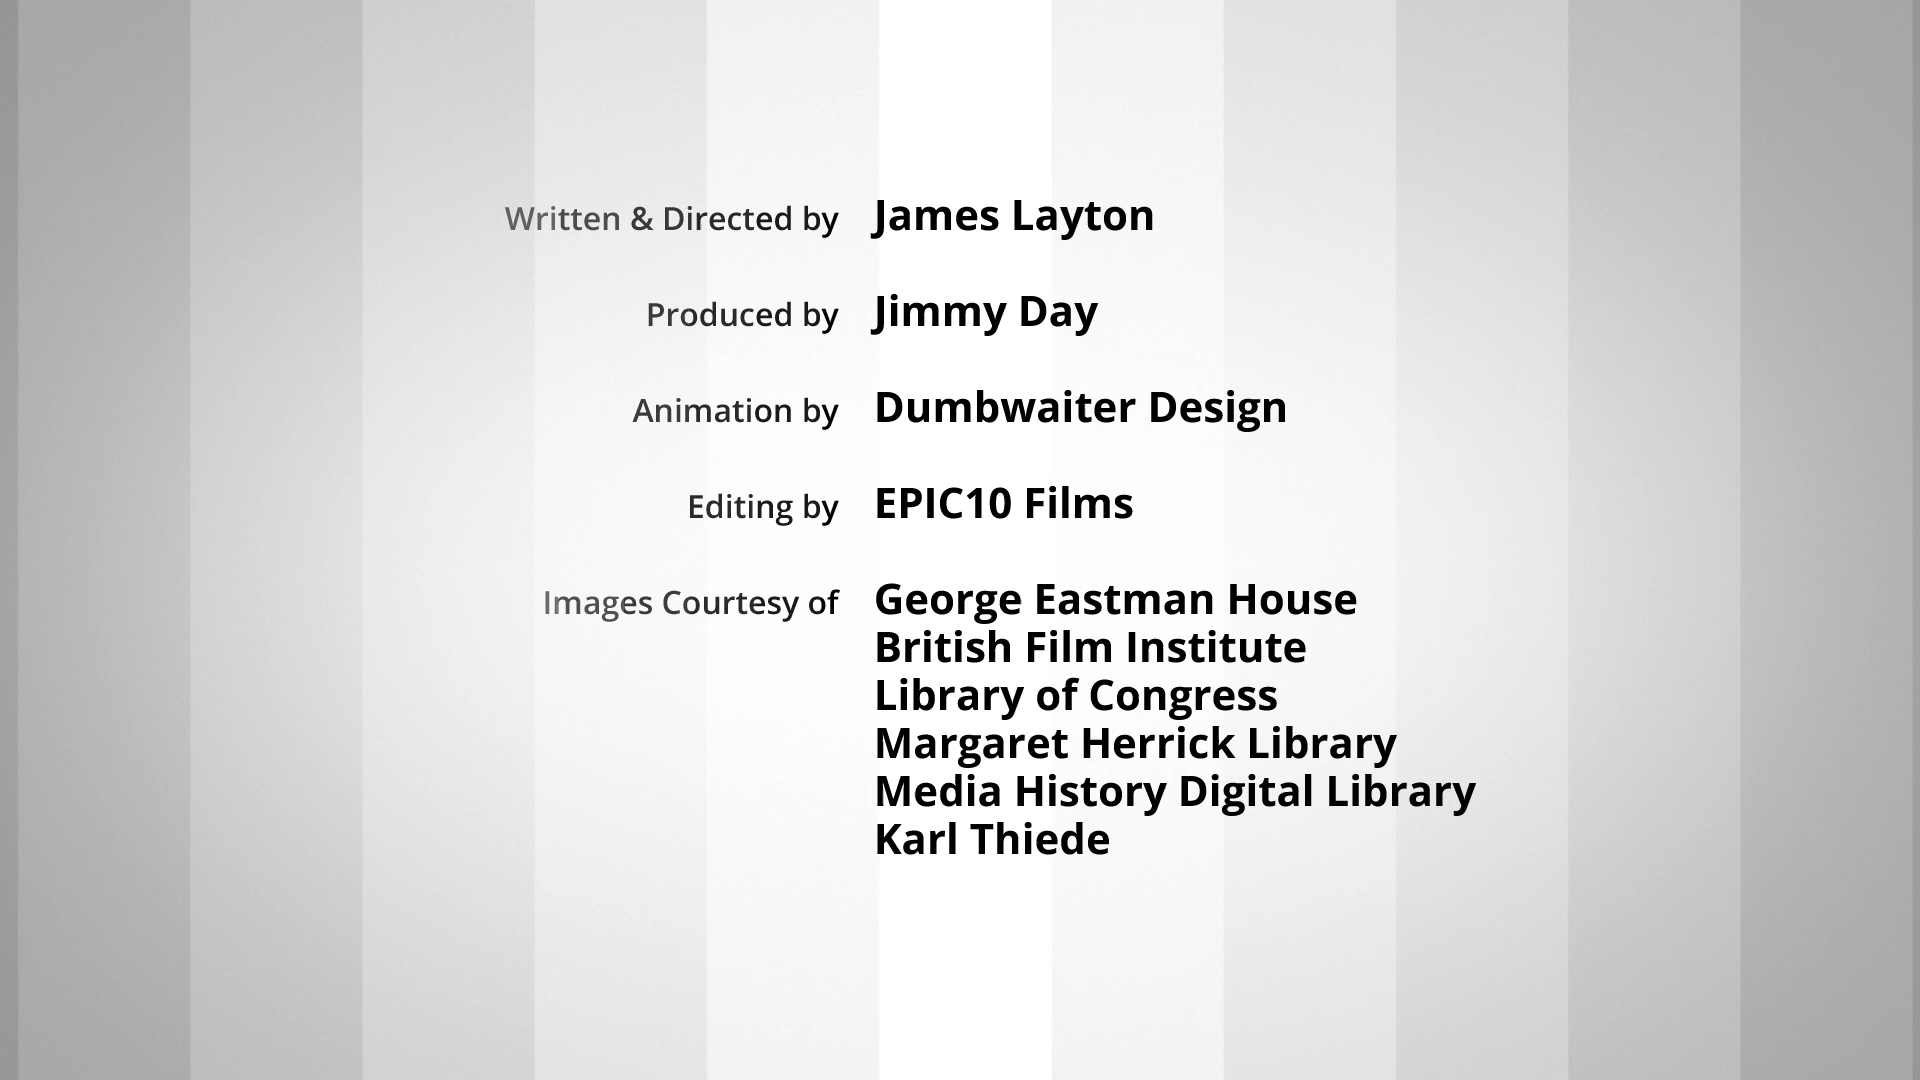 Written & Directed by James Layton
Produced by Jimmy Day
Animation by Dumbwaiter Design
Editing by EPIC10 Films
Images Courtesy of George Eastman House
British Film Institute
Library of Congress
Margaret Herrick Library
Media History Digital Library
Karl Thiede